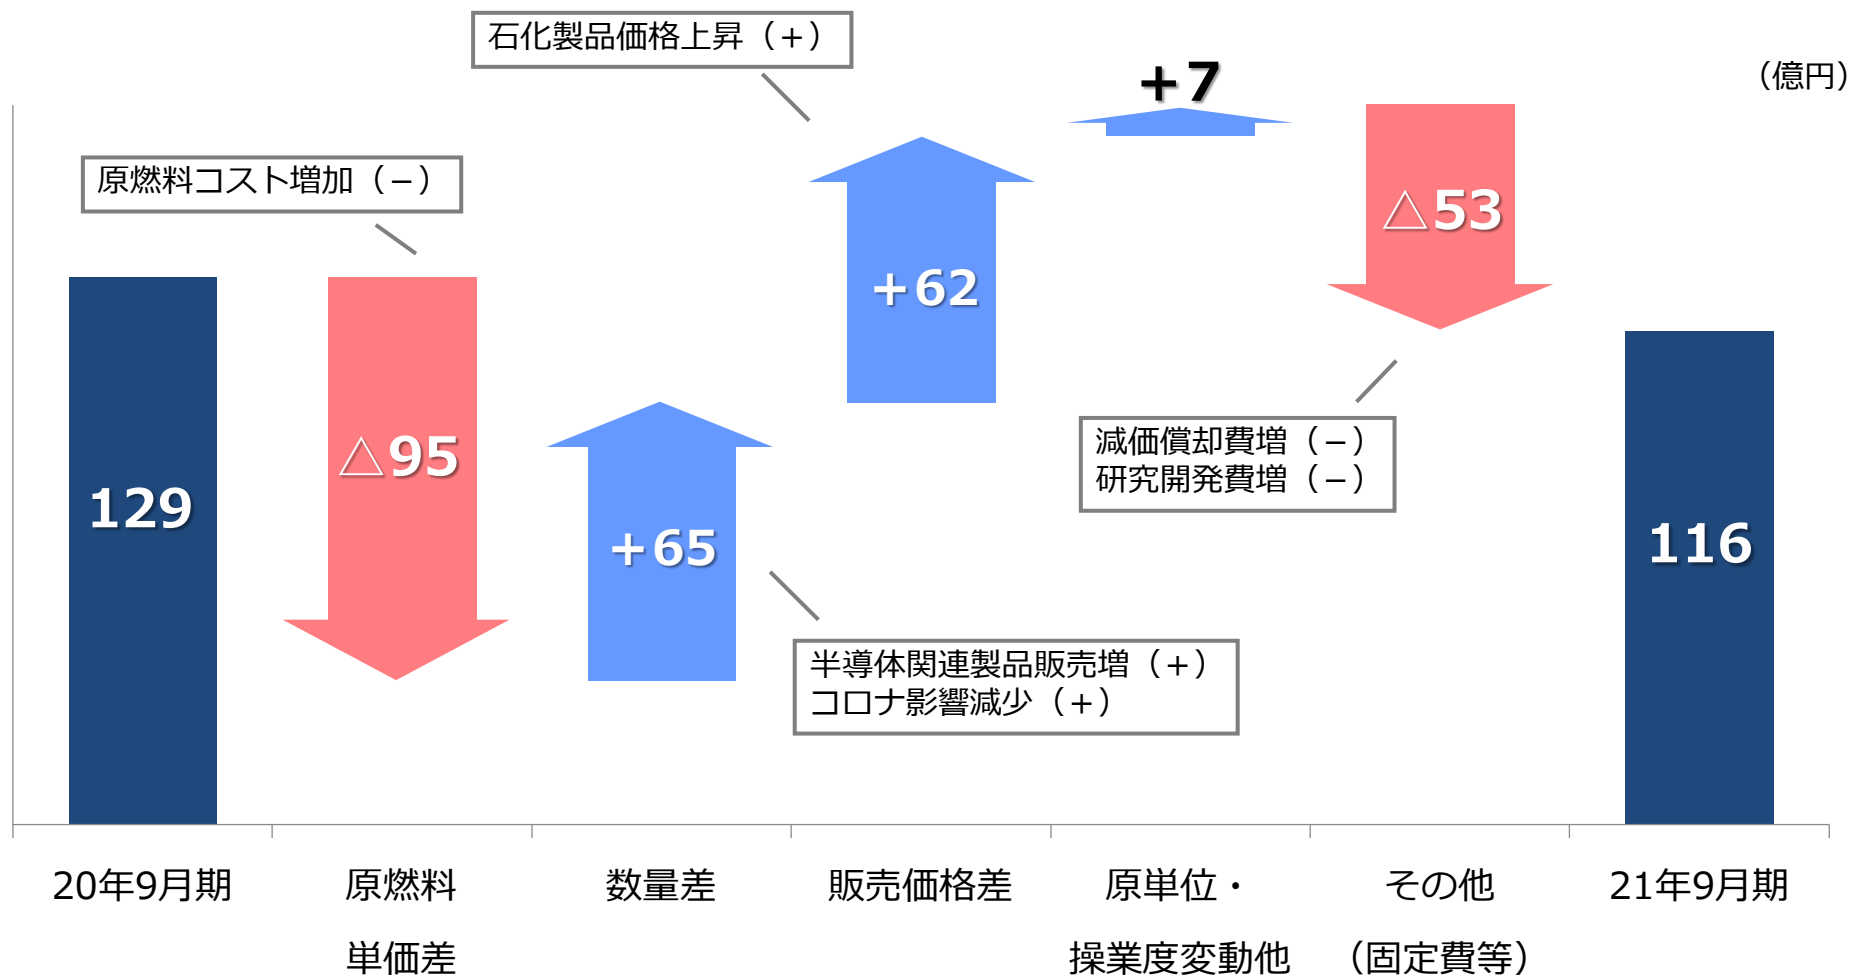 石化製品価格上昇（+）
+7
（億円）
原燃料コスト増加（−）
△53
+62
△95
129
減価償却費増（−）
研究開発費増（−）
+65
116
半導体関連製品販売増（+）
コロナ影響減少（+）
20年9月期
原燃料
単価差
数量差
販売価格差
原単位・
操業度変動他
その他
（固定費等）
21年9月期